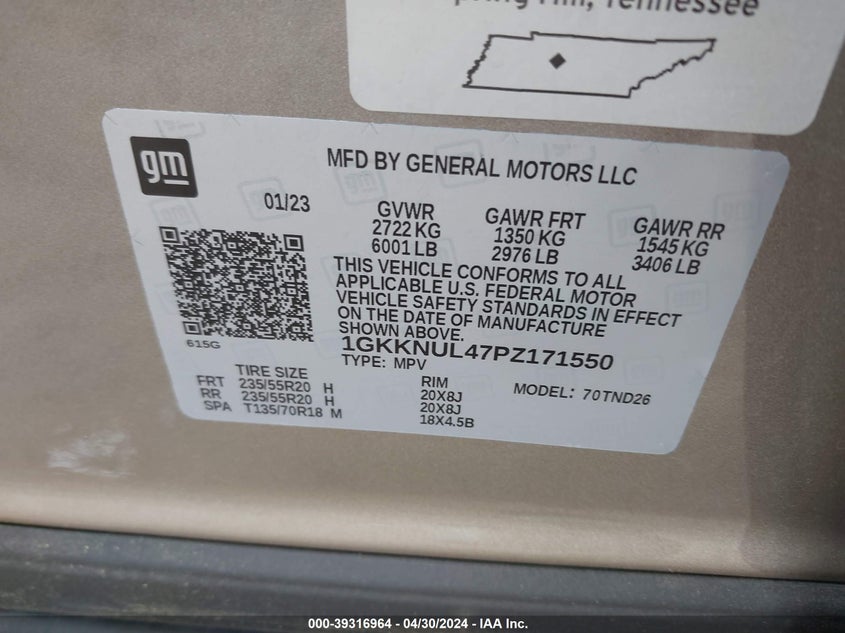 Spring Hill, Tennessee
gm
MFD BY GENERAL MOTORS LLC
01/23
GVWR
2722 KG
6001 LB
GAWR FRT
1350 KG
2976 LB
GAWR RR
1545 KG
3406 LB
THIS VEHICLE CONFORMS TO ALL
APPLICABLE U.S. FEDERAL MOTOR
VEHICLE SAFETY STANDARDS IN EFFECT
ON THE DATE OF MANUFACTURE
SHOWN ABOVE.
615G
1GKKNUL47PZ171550
TYPE: MPV
MODEL: 70TND26
TIRE SIZE
FRT 235/55R20 H
RR 235/55R20 H
SPA T135/70R18 M
RIM
20X8J
20X8J
18X4.5B
000-39316964 - 04/30/2024 - IAA Inc.